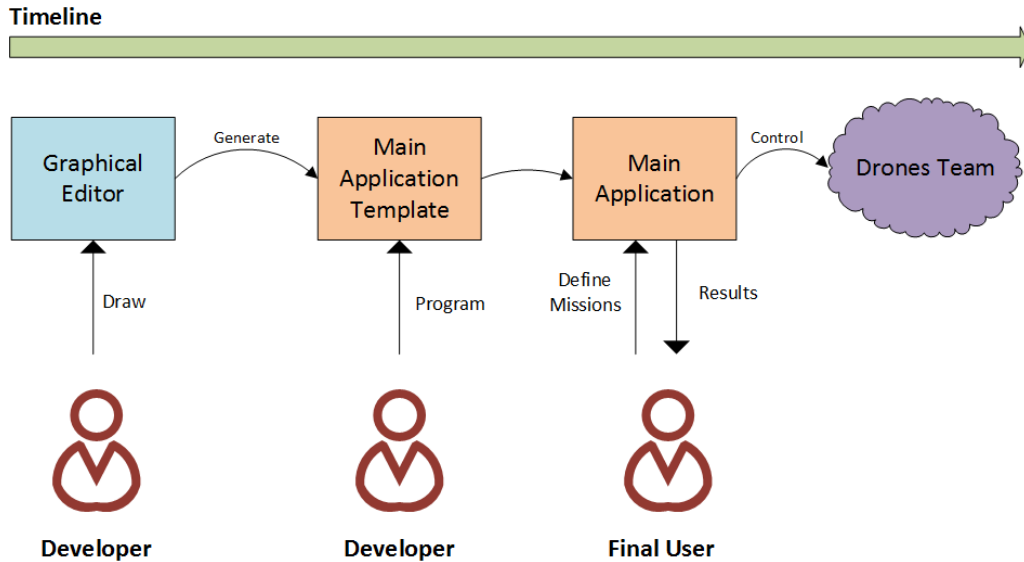 Timeline
Graphical
Editor
Generate
Main
Application
Template
Main
Application
Control
Drones Team
Draw
Program
Define
Missions
Results
Developer
Developer
Final User